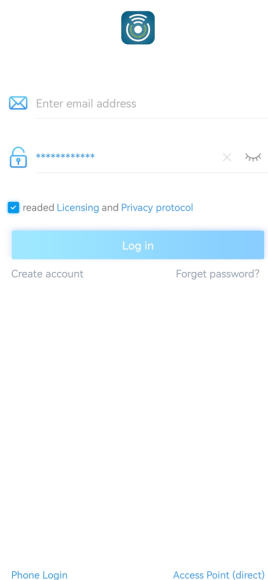 Enter email address
************
readed Licensing and Privacy protocol
Log in
Create account Forget password?
Phone Login Access Point (direct)